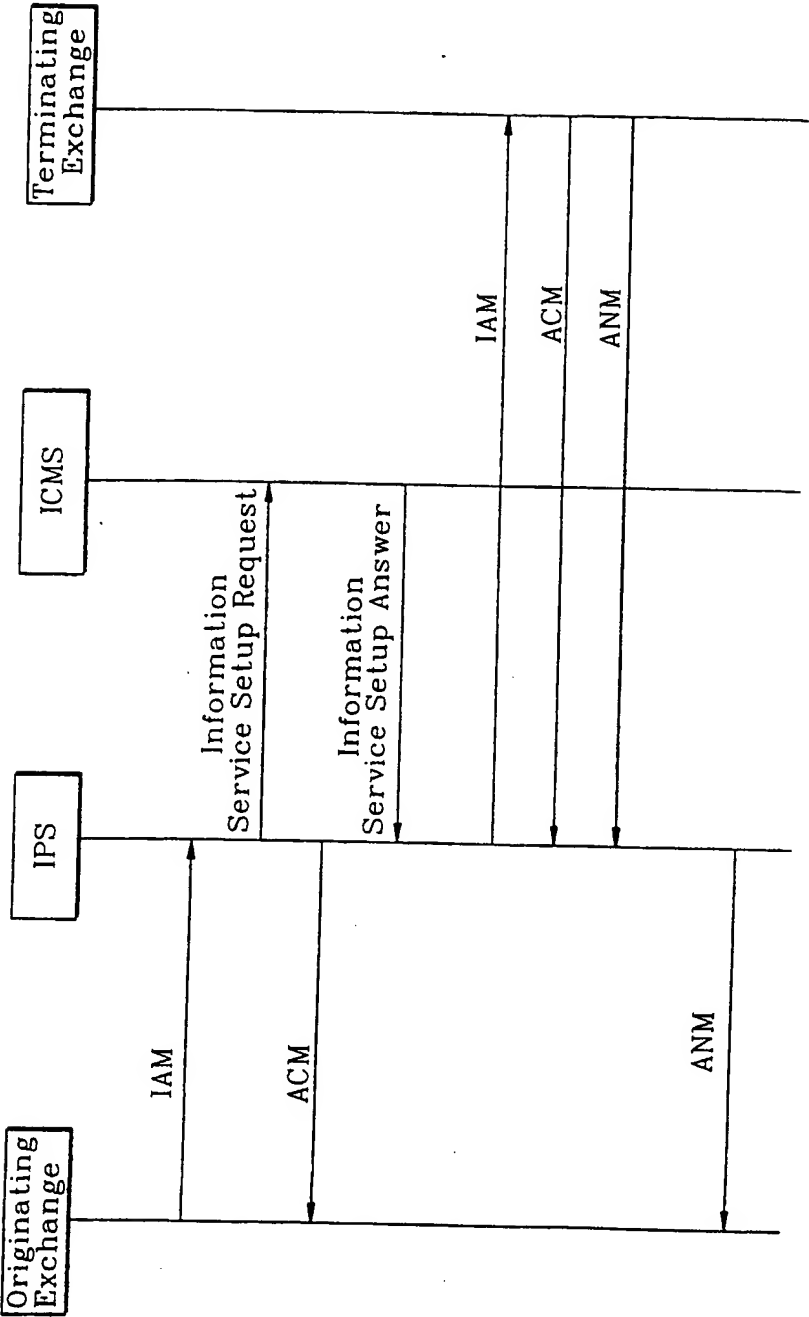 Originating
Exchange
IPS
ICMS
Terminating
Exchange
IAM
Information
Service Setup Request
ACM
Information
Service Setup Answer
IAM
ACM
ANM
ANM